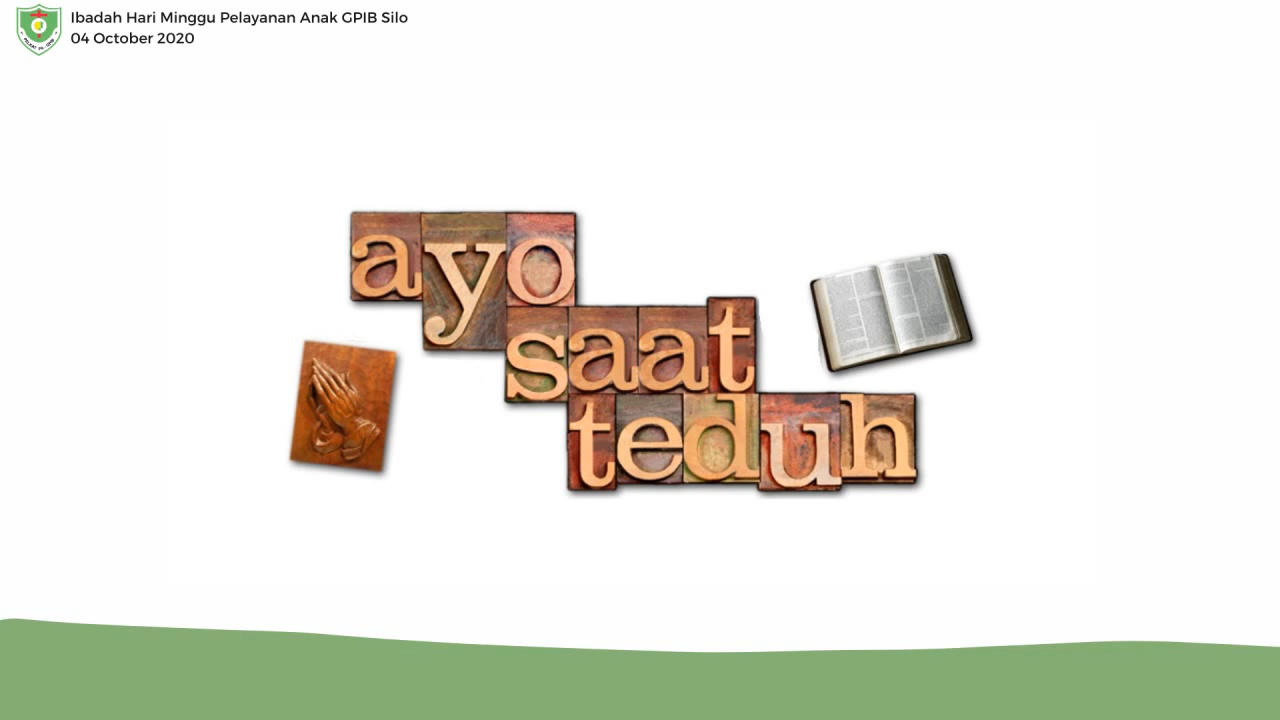 Ibadah Hari Minggu Pelayanan Anak GPIB Silo
04 October 2020
ayo
saat
teduh